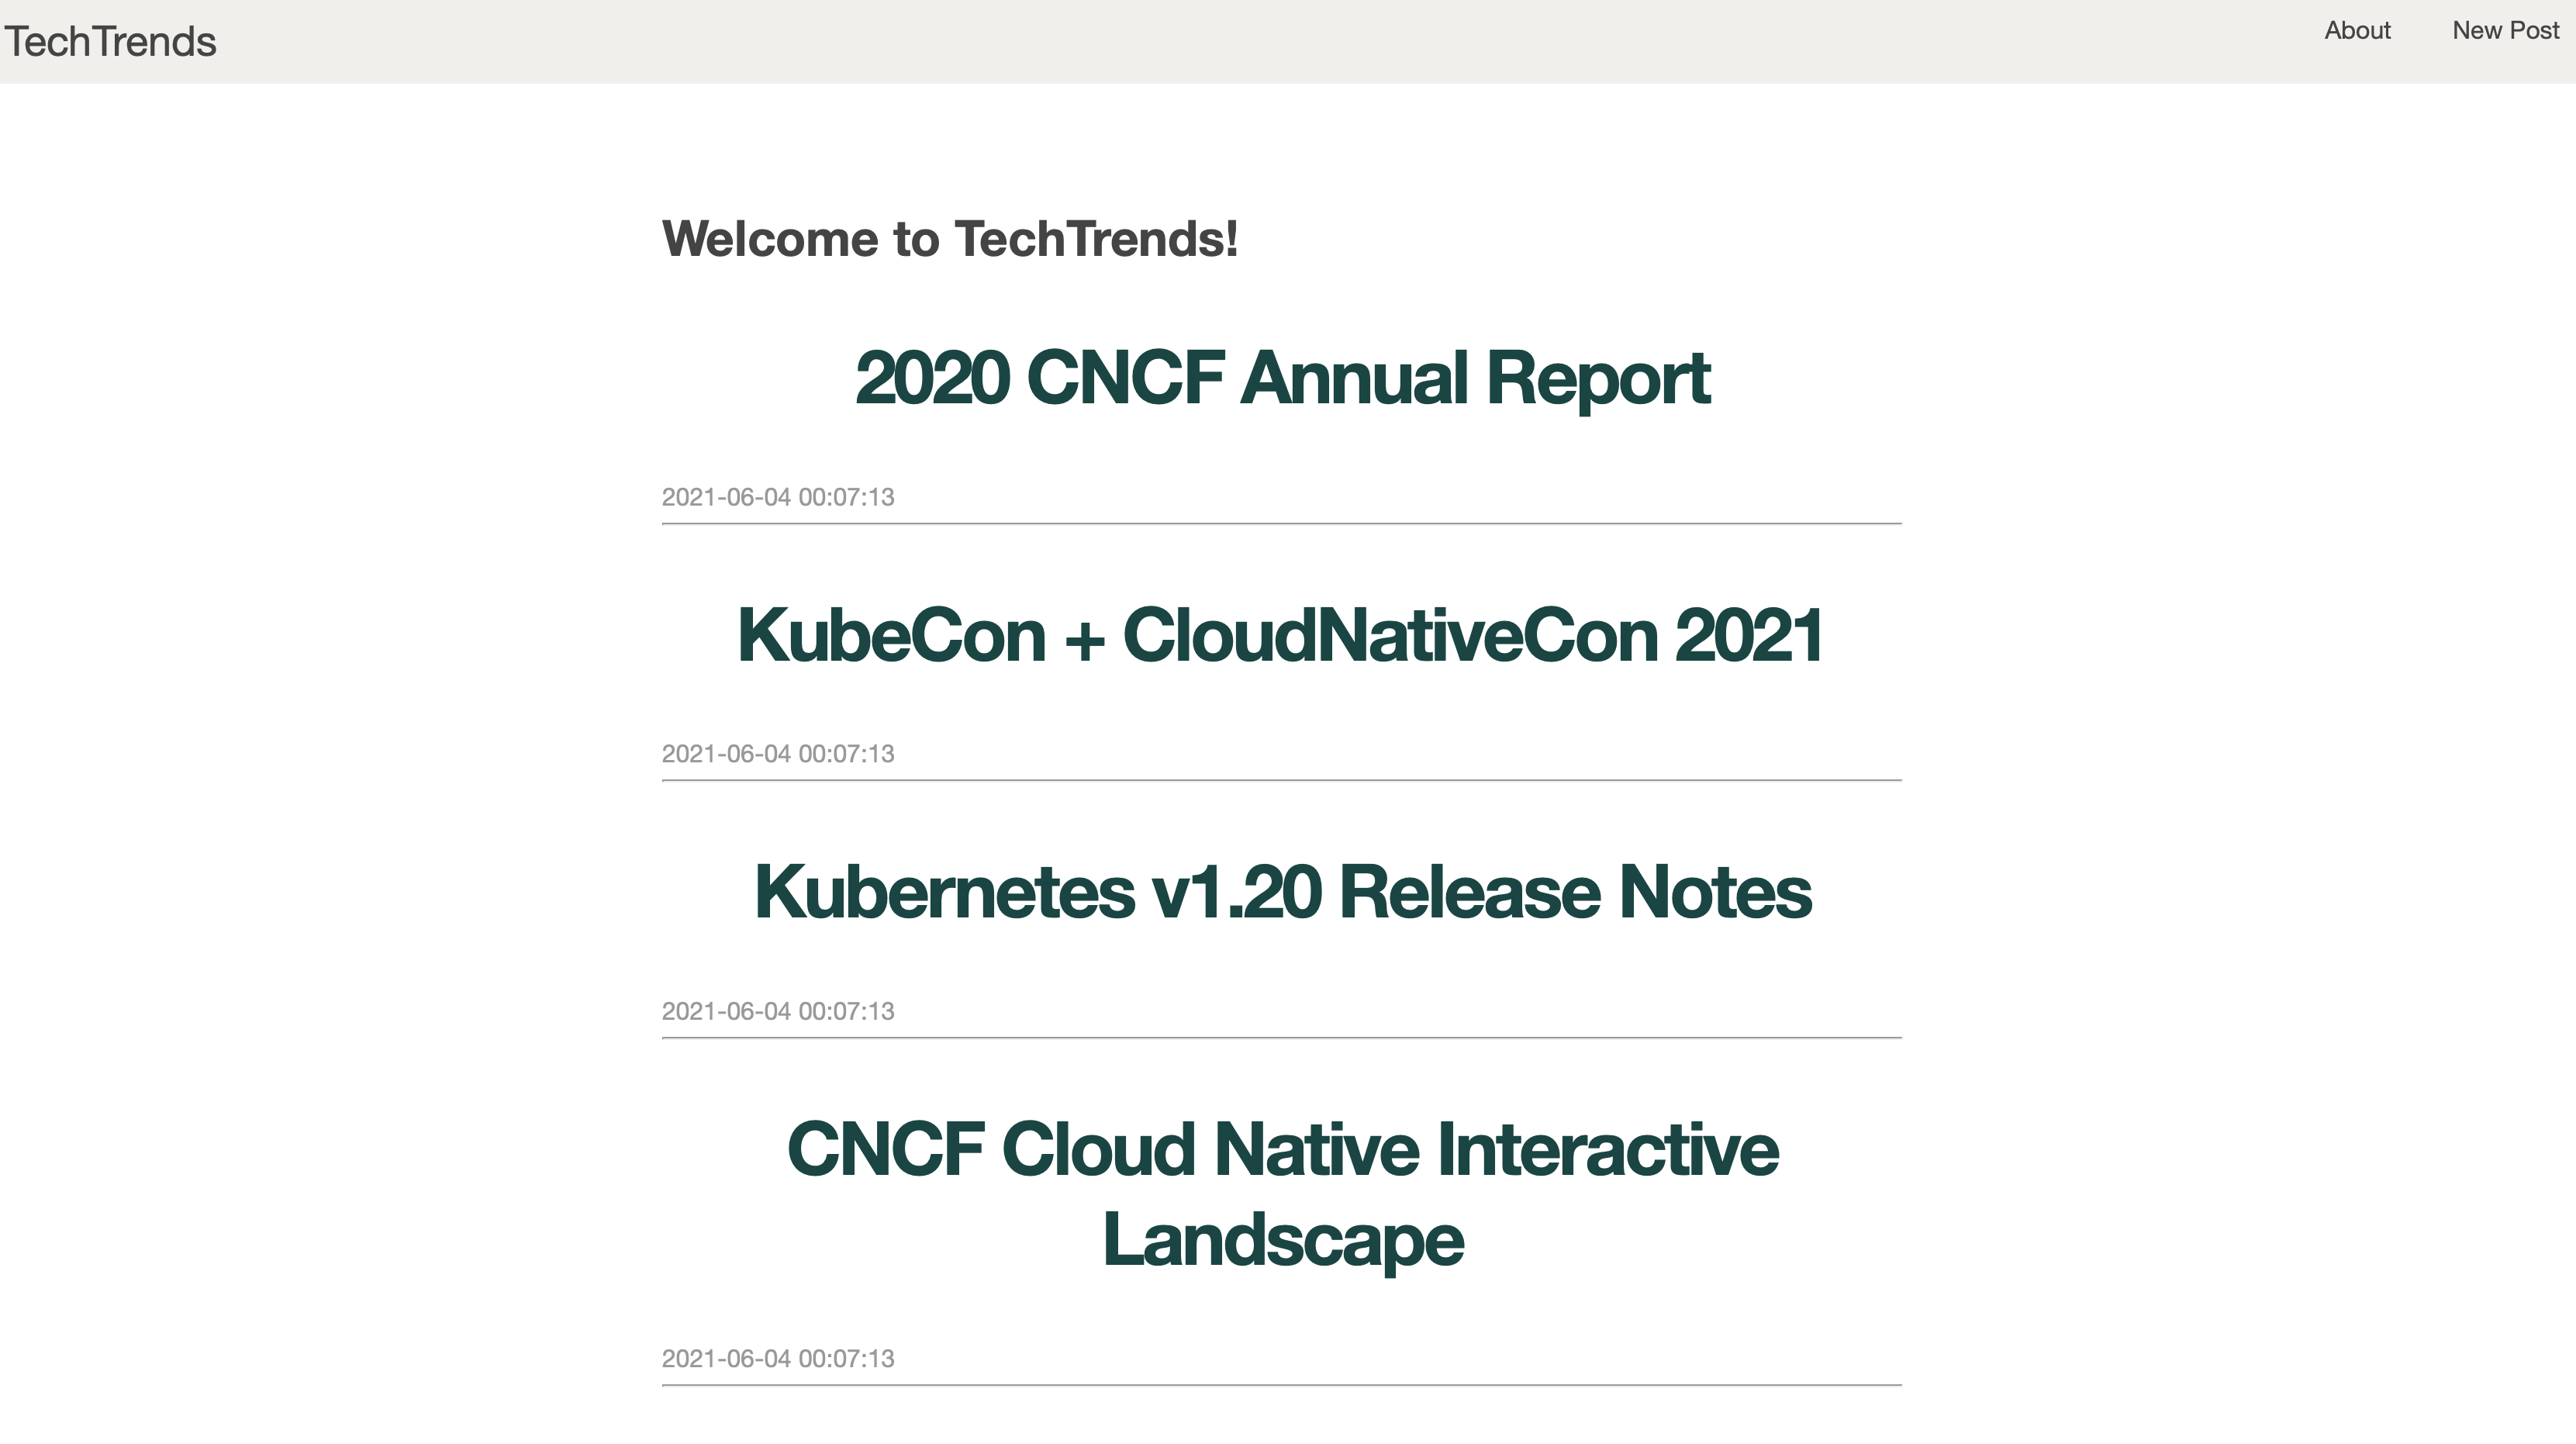 TechTrends
About
New Post
Welcome to TechTrends!
2020 CNCF Annual Report
2021-06-04 00:07:13
KubeCon + CloudNativeCon 2021
2021-06-04 00:07:13
Kubernetes v1.20 Release Notes
2021-06-04 00:07:13
CNCF Cloud Native Interactive
Landscape
2021-06-04 00:07:13